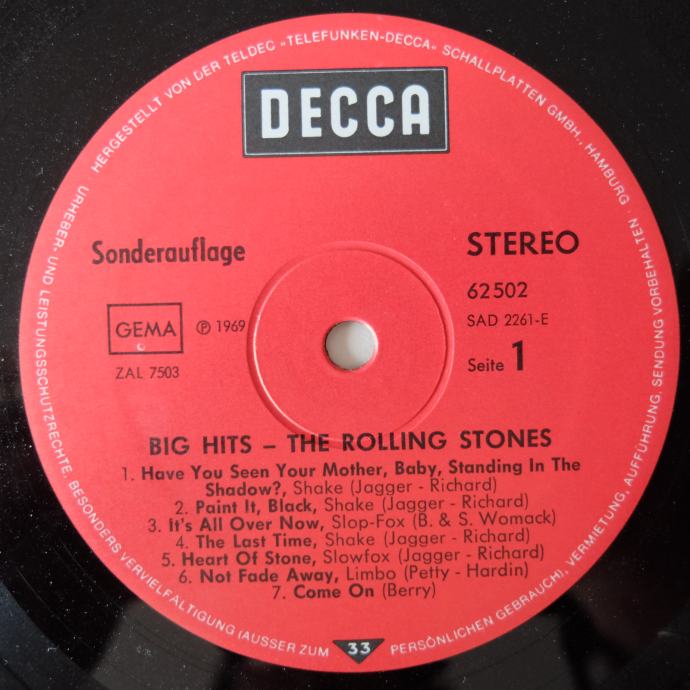 HERGESTELLT VON DER TELDEC »TELEFUNKEN-DECCA« SCHALLPLATTEN GMBH., HAMBURG ·
DECCA
Sonderauflage
STEREO
62502
GEMA ℗ 1969
SAD 2261-E
ZAL 7503
Seite 1
BIG HITS – THE ROLLING STONES
1. Have You Seen Your Mother, Baby, Standing In The
Shadow?, Shake (Jagger - Richard)
2. Paint It, Black, Shake (Jagger - Richard)
3. It's All Over Now, Slop-Fox (B. & S. Womack)
4. The Last Time, Shake (Jagger - Richard)
5. Heart Of Stone, Slowfox (Jagger - Richard)
6. Not Fade Away, Limbo (Petty - Hardin)
7. Come On (Berry)
URHEBER- UND LEISTUNGSSCHUTZRECHTE, BESONDERS VERVIELFÄLTIGUNG (AUSSER ZUM 33 PERSÖNLICHEN GEBRAUCH), VERMIETUNG, AUFFÜHRUNG, SENDUNG VORBEHALTEN ·